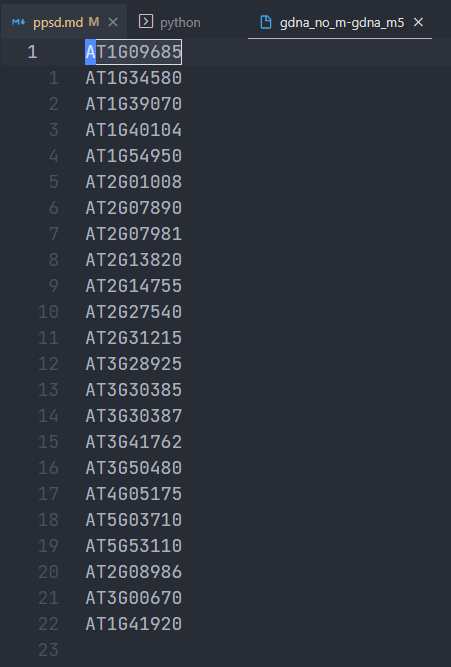 ppsd.md M
python
gdna_no_m-gdna_m5
1 AT1G09685
1 AT1G34580
2 AT1G39070
3 AT1G40104
4 AT1G54950
5 AT2G01008
6 AT2G07890
7 AT2G07981
8 AT2G13820
9 AT2G14755
10 AT2G27540
11 AT2G31215
12 AT3G28925
13 AT3G30385
14 AT3G30387
15 AT3G41762
16 AT3G50480
17 AT4G05175
18 AT5G03710
19 AT5G53110
20 AT2G08986
21 AT3G00670
22 AT1G41920
23